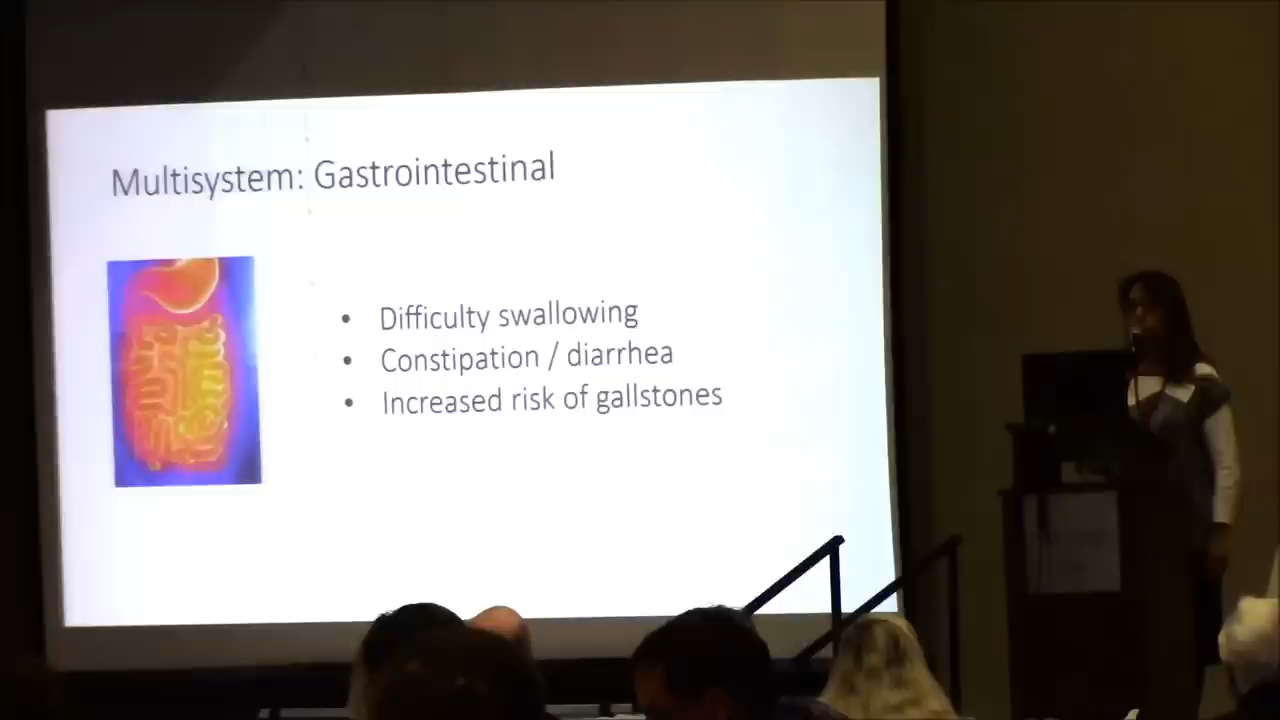 Multisystem: Gastrointestinal
• Difficulty swallowing
• Constipation / diarrhea
• Increased risk of gallstones